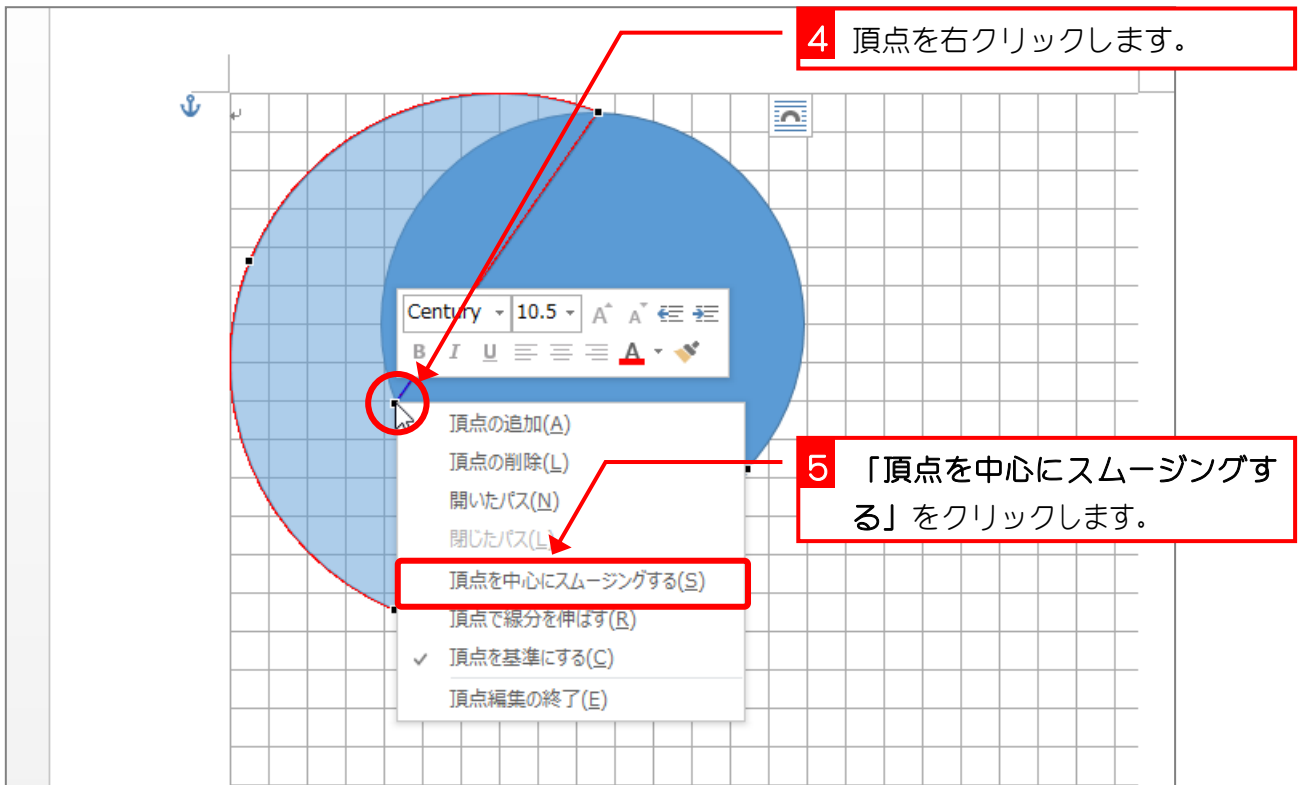 4 頂点を右クリックします。
Century 10.5 A A
B I U A
頂点の追加(A)
頂点の削除(L)
開いたパス(N)
閉じたパス(L)
頂点を中心にスムージングする(S)
頂点で線分を伸ばす(R)
頂点を基準にする(C)
頂点編集の終了(E)
5 「頂点を中心にスムージングす
る」をクリックします。